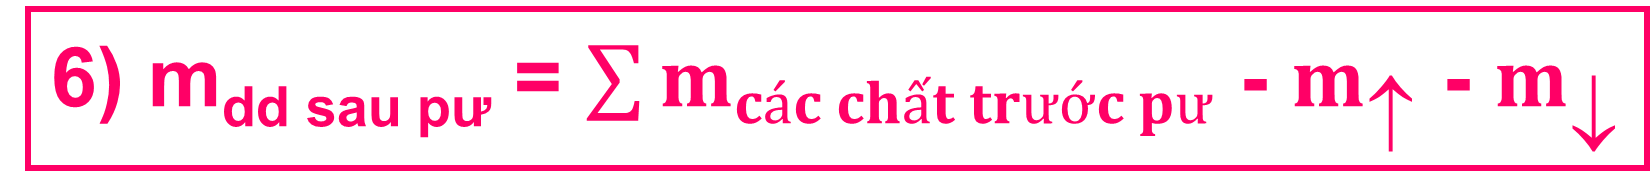 6) m dd sau pư = ∑ m các chất trước pư - m↑ - m↓